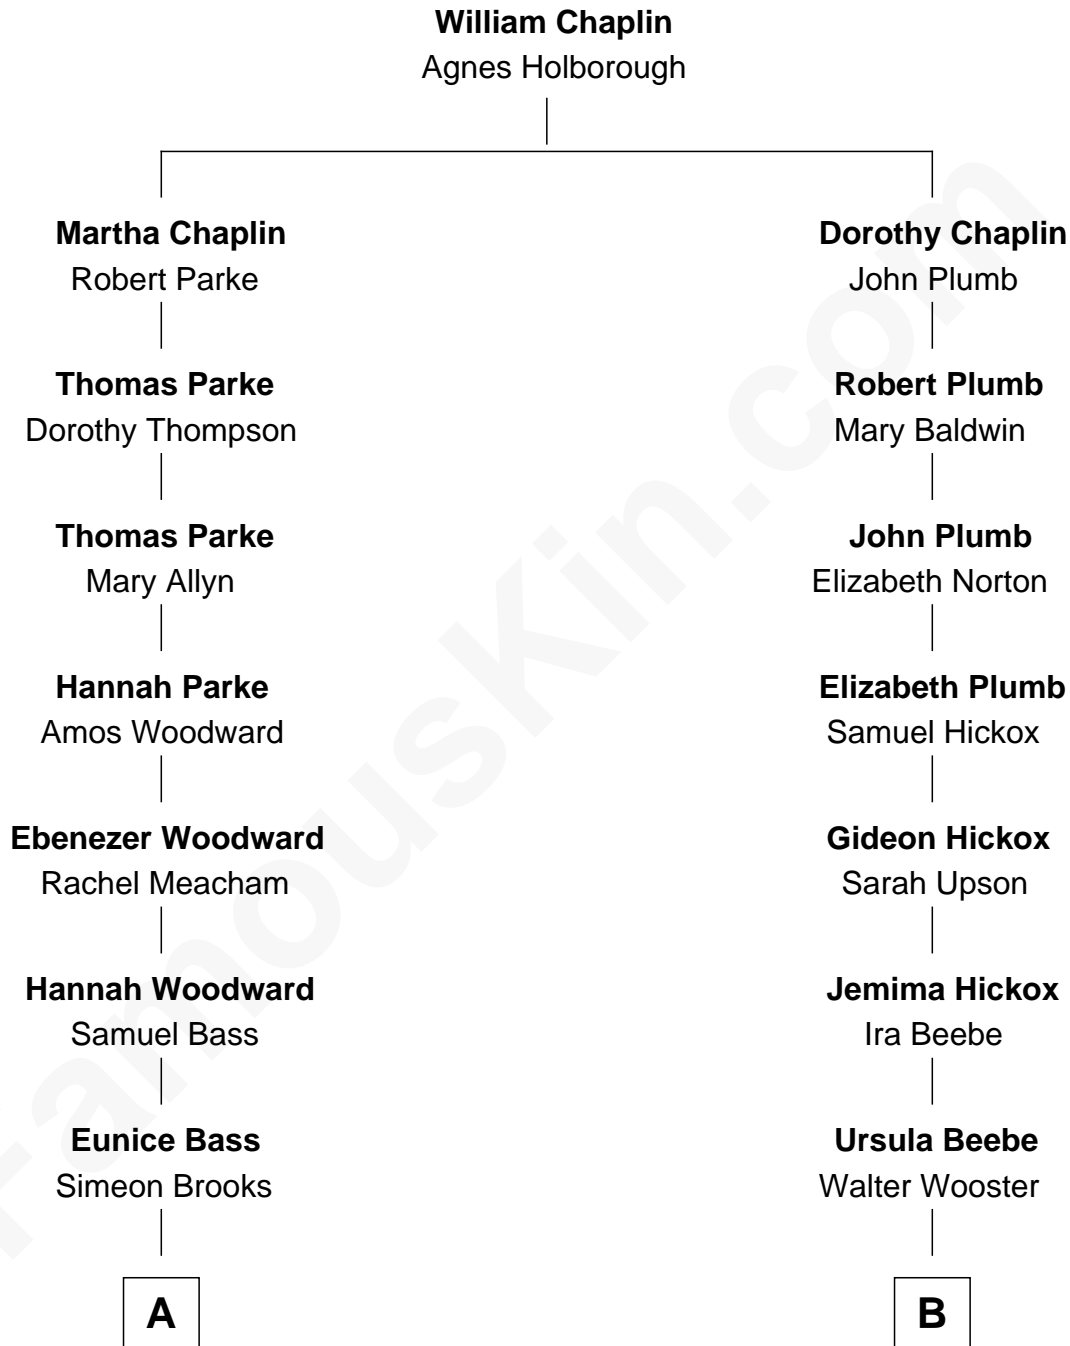 William Chaplin
Agnes Holborough
Martha Chaplin
Robert Parke
Dorothy Chaplin
John Plumb
Thomas Parke
Dorothy Thompson
Robert Plumb
Mary Baldwin
Thomas Parke
Mary Allyn
John Plumb
Elizabeth Norton
Hannah Parke
Amos Woodward
Elizabeth Plumb
Samuel Hickox
Ebenezer Woodward
Rachel Meacham
Gideon Hickox
Sarah Upson
Hannah Woodward
Samuel Bass
Jemima Hickox
Ira Beebe
Eunice Bass
Simeon Brooks
Ursula Beebe
Walter Wooster
A
B
FamousKin.com